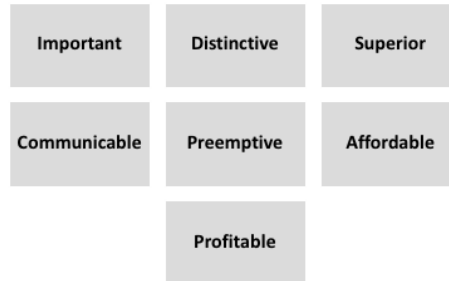 Important
Distinctive
Superior
Communicable
Preemptive
Affordable
Profitable